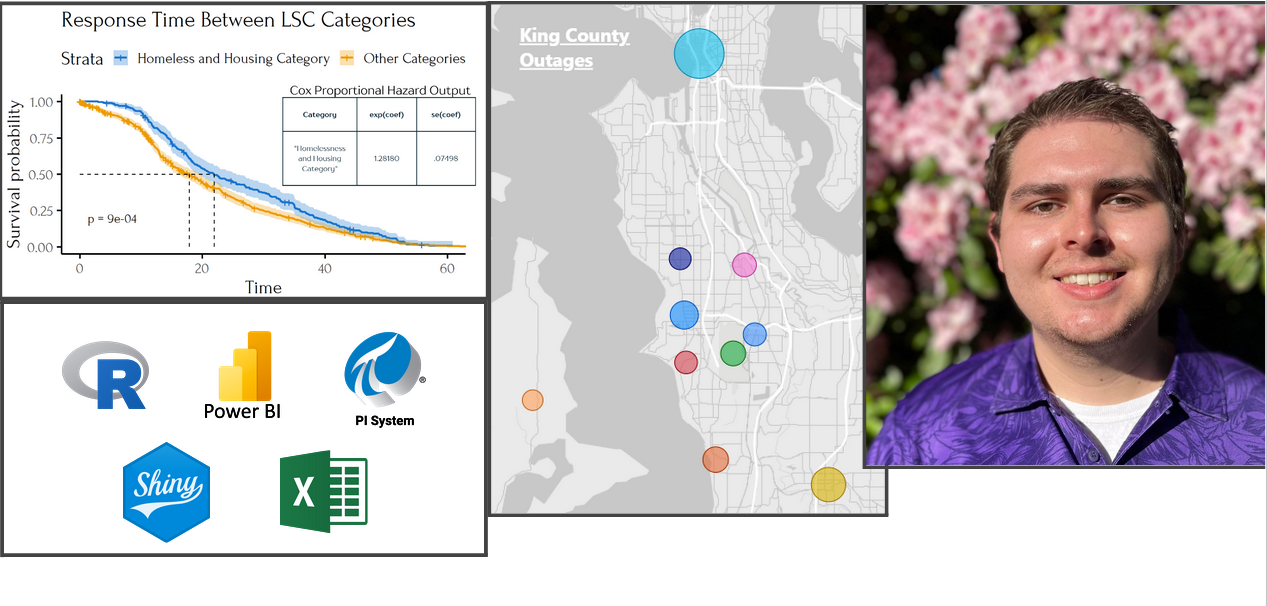 Response Time Between LSC Categories
Strata Homeless and Housing Category Other Categories
Survival probability
1.00
0.75
0.50
0.25
0.00
p = 9e-04
Cox Proportional Hazard Output
Category exp(coef) se(coef)
"Homelessness
and Housing
Category"
1.28180 .07498
0 20 40 60
Time
R
Power BI
PI System
®
Shiny
X
King County
Outages